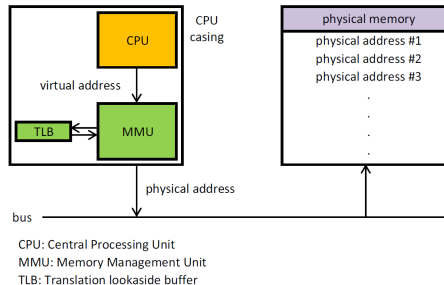 CPU
casing
CPU
virtual address
TLB
MMU
physical address
bus
physical memory
physical address #1
physical address #2
physical address #3
.
.
.
.
CPU: Central Processing Unit
MMU: Memory Management Unit
TLB: Translation lookaside buffer